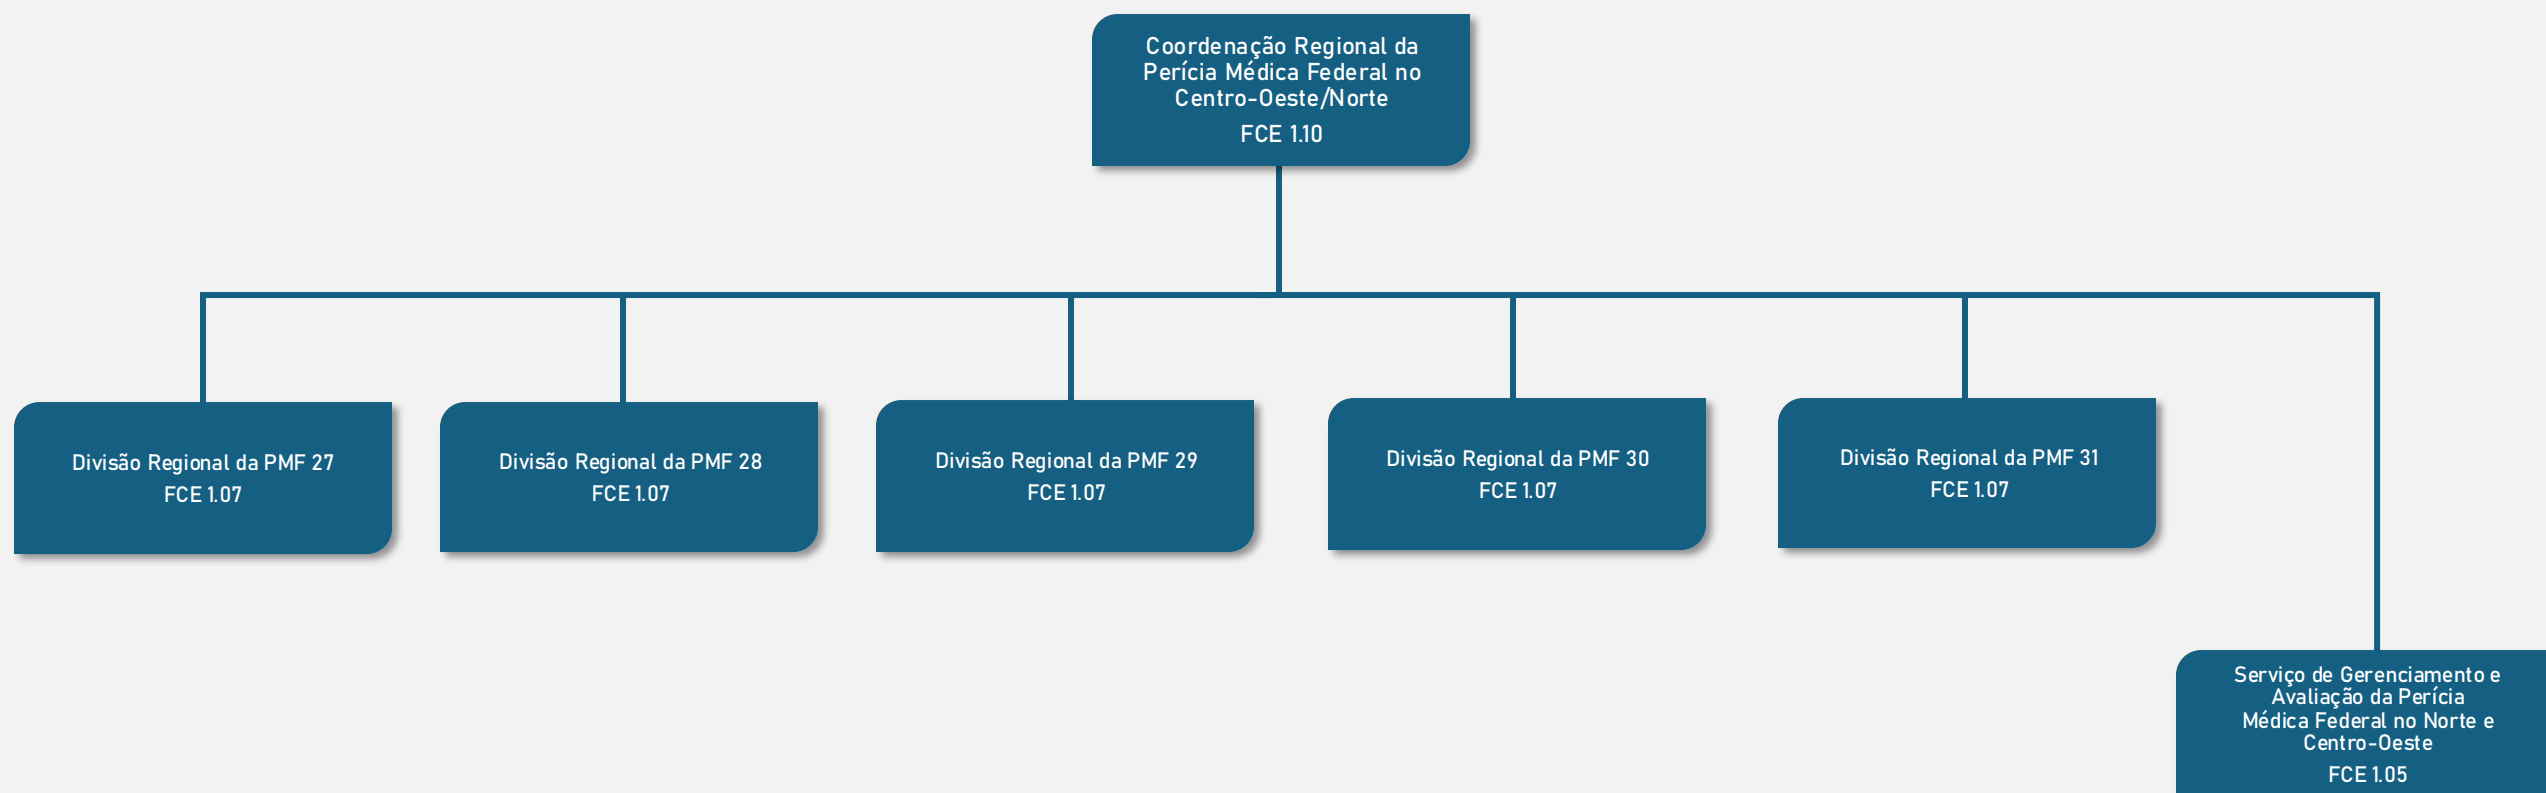 Coordenação Regional da
Perícia Médica Federal no
Centro-Oeste/Norte
FCE 1.10
Divisão Regional da PMF 27
FCE 1.07
Divisão Regional da PMF 28
FCE 1.07
Divisão Regional da PMF 29
FCE 1.07
Divisão Regional da PMF 30
FCE 1.07
Divisão Regional da PMF 31
FCE 1.07
Serviço de Gerenciamento e
Avaliação da Perícia
Médica Federal no Norte e
Centro-Oeste
FCE 1.05